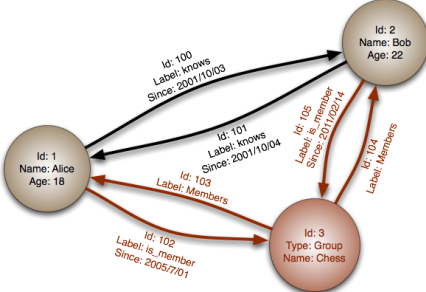 Id: 2
Name: Bob
Age: 22
Id: 100
Label: knows
Since: 2001/10/03
Id: 101
Label: knows
Since: 2001/10/04
Id: 105
Label: is_member
Since: 2011/02/14
Id: 104
Label: Members
Id: 1
Name: Alice
Age: 18
Id: 103
Label: Members
Id: 102
Label: is_member
Since: 2005/7/01
Id: 3
Type: Group
Name: Chess